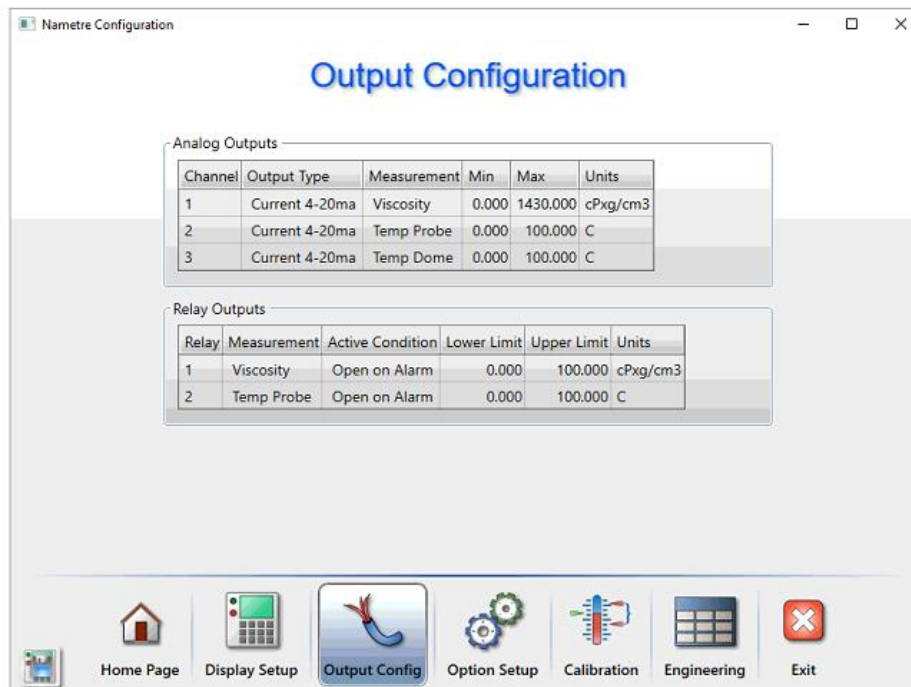 Nametre Configuration
Output Configuration
Analog Outputs
Channel Output Type Measurement Min Max Units
1 Current 4-20ma Viscosity 0.000 1430.000 cPxg/cm3
2 Current 4-20ma Temp Probe 0.000 100.000 C
3 Current 4-20ma Temp Dome 0.000 100.000 C
Relay Outputs
Relay Measurement Active Condition Lower Limit Upper Limit Units
1 Viscosity Open on Alarm 0.000 100.000 cPxg/cm3
2 Temp Probe Open on Alarm 0.000 100.000 C
Home Page Display Setup Output Config Option Setup Calibration Engineering Exit